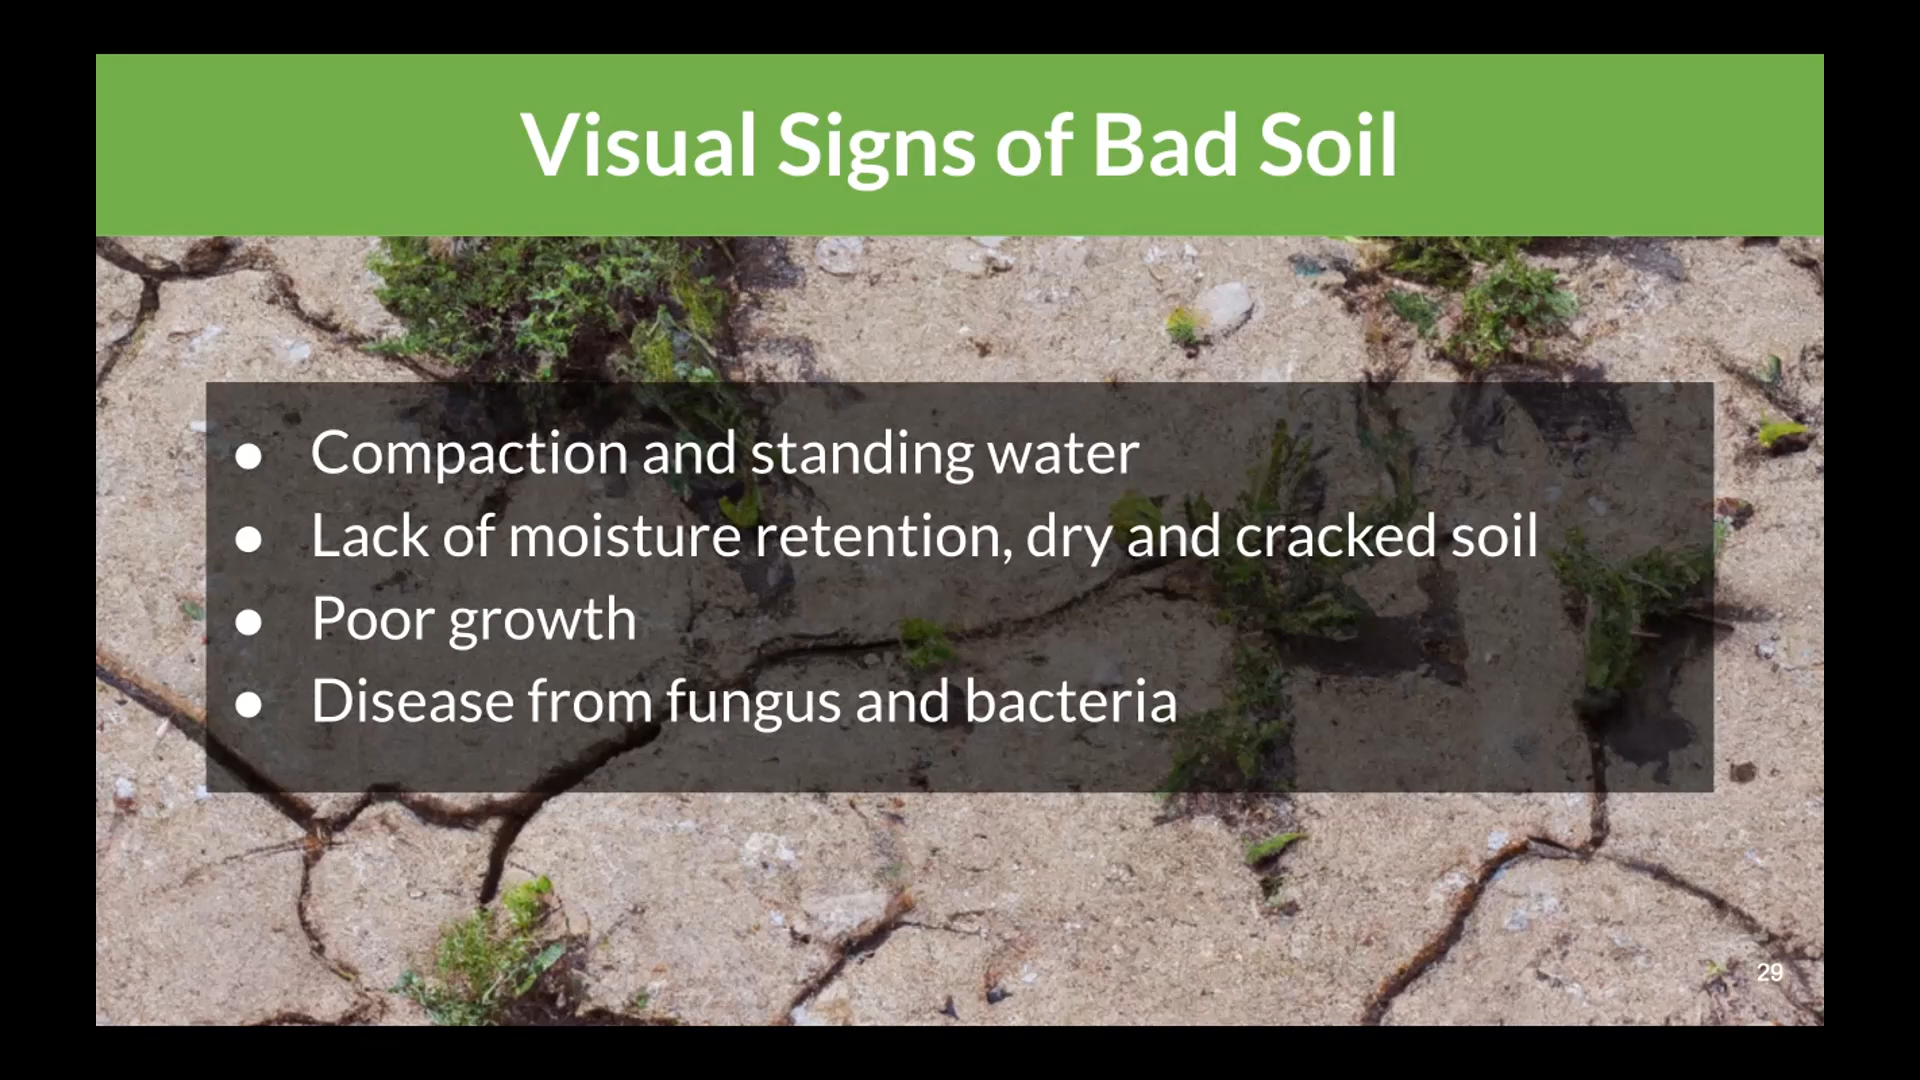 Visual Signs of Bad Soil
● Compaction and standing water
● Lack of moisture retention, dry and cracked soil
● Poor growth
● Disease from fungus and bacteria
29